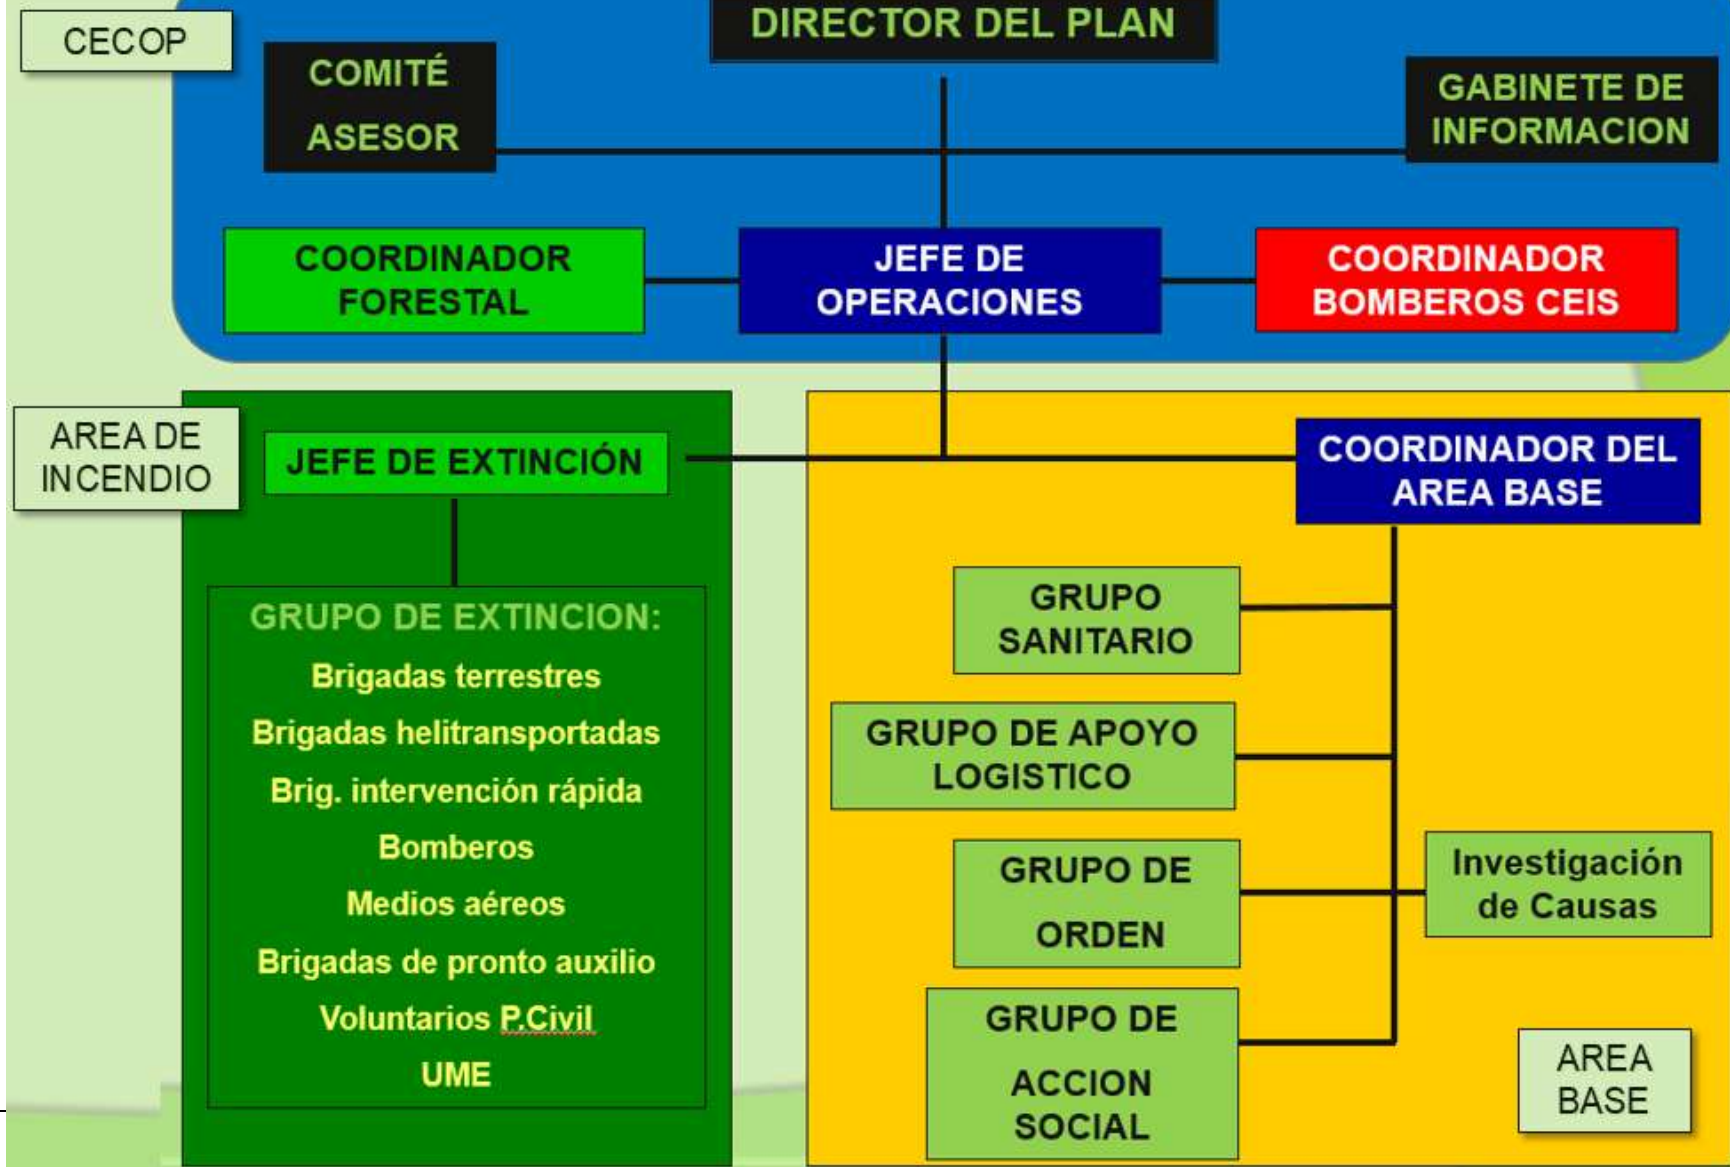 CECOP
DIRECTOR DEL PLAN
COMITÉ
ASESOR
GABINETE DE
INFORMACION
COORDINADOR
FORESTAL
JEFE DE
OPERACIONES
COORDINADOR
BOMBEROS CEIS
AREA DE
INCENDIO
JEFE DE EXTINCIÓN
GRUPO DE EXTINCION:
Brigadas terrestres
Brigadas helitransportadas
Brig. intervención rápida
Bomberos
Medios aéreos
Brigadas de pronto auxilio
Voluntarios P.Civil
UME
COORDINADOR DEL
AREA BASE
GRUPO
SANITARIO
GRUPO DE APOYO
LOGISTICO
GRUPO DE
ORDEN
Investigación
de Causas
GRUPO DE
ACCION
SOCIAL
AREA
BASE